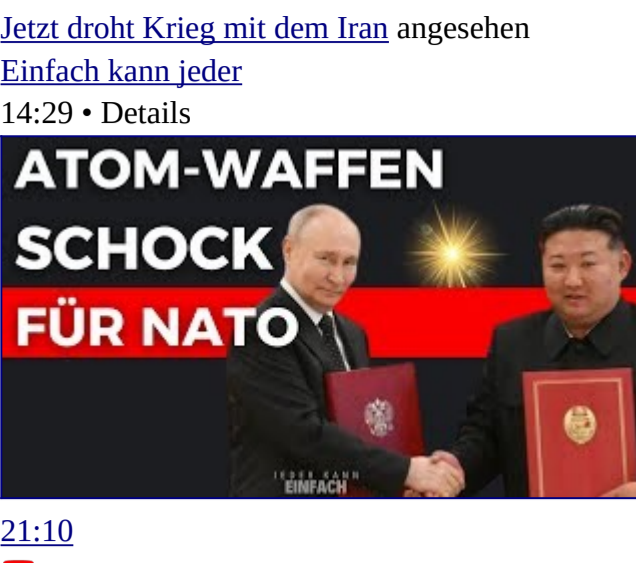 Jetzt droht Krieg mit dem Iran angesehen
Einfach kann jeder
14:29 • Details
ATOM-WAFFEN
SCHOCK
FÜR NATO
JEDER KANN
EINFACH
21:10